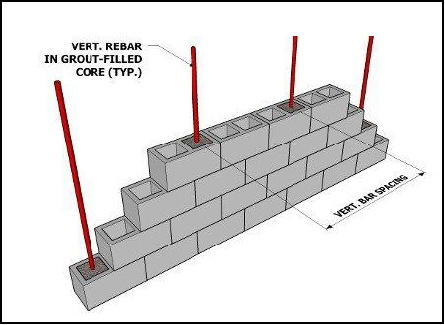 VERT. REBAR
IN GROUT-FILLED
CORE (TYP.)
VERT. BAR SPACING